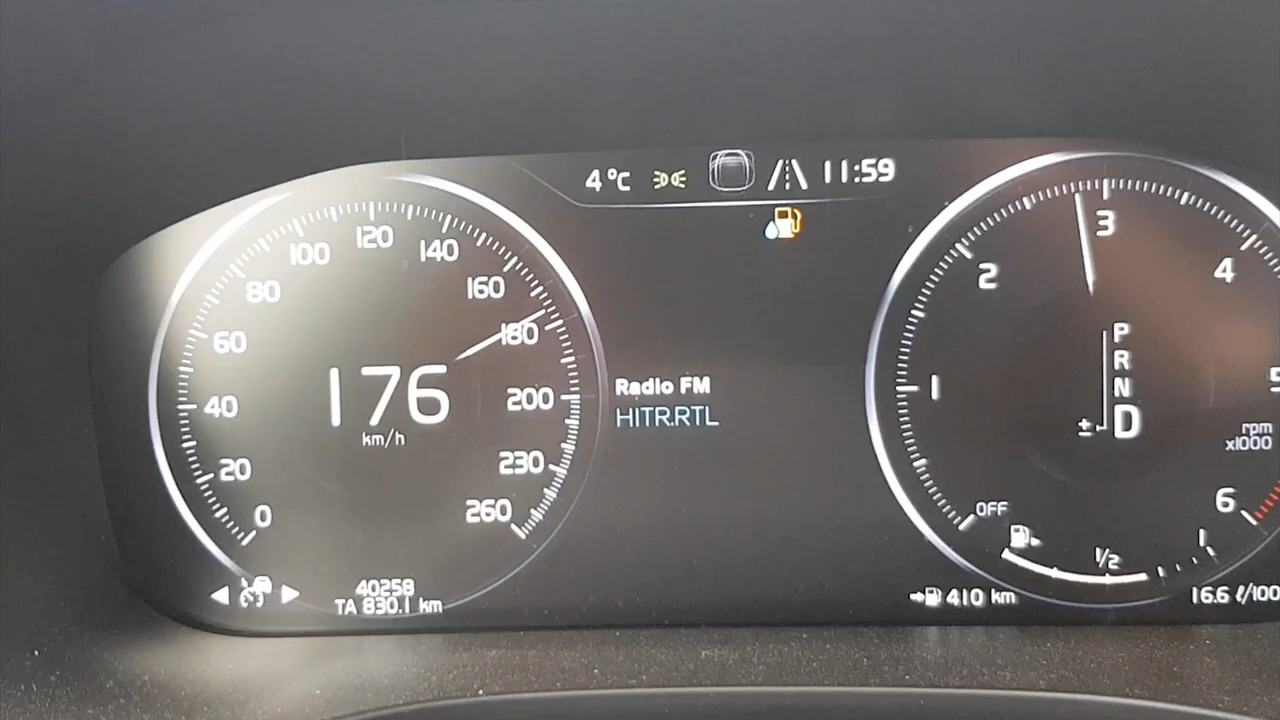 4°C 11:59
0
20
40
60
80
100
120
140
160
180
200
230
260
176
km/h
40258
TA 830.1 km
Radio FM
HITR.RTL
OFF
1
2
3
4
5
6
P
R
N
± D
rpm
x1000
1/2
1
410 km
16.6 ℓ/100